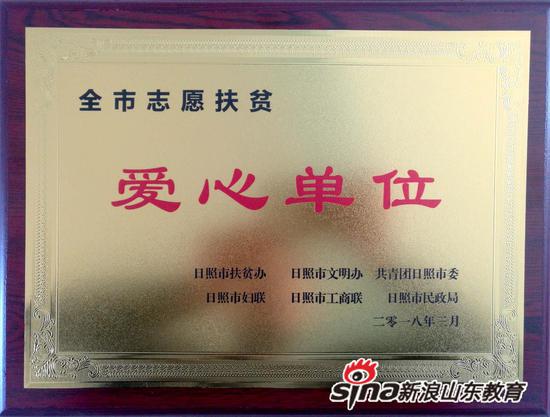 全市志愿扶贫
爱心单位
日照市扶贫办 日照市文明办 共青团日照市委
日照市妇联 日照市工商联 日照市民政局
二零一八年三月
sina新浪山东教育